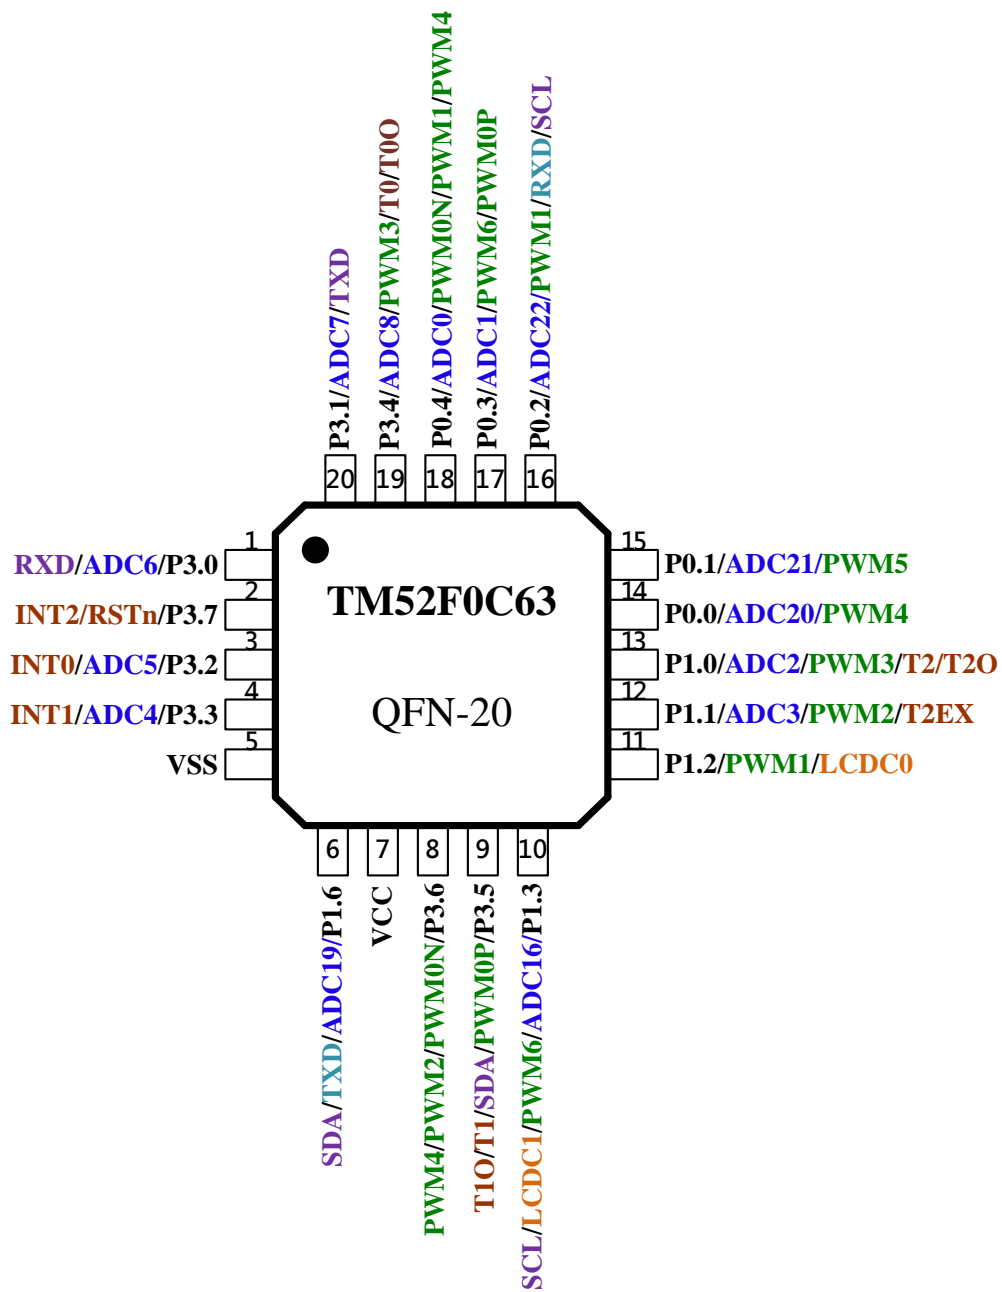 P3.1/ADC7/TXD
P3.4/ADC8/PWM3/T0/T0O
P0.4/ADC0/PWM0N/PWM1/PWM4
P0.3/ADC1/PWM6/PWM0P
P0.2/ADC22/PWM1/RXD/SCL
20
19
18
17
16
1
RXD/ADC6/P3.0
2
INT2/RSTn/P3.7
3
INT0/ADC5/P3.2
4
INT1/ADC4/P3.3
5
VSS
TM52F0C63
QFN-20
15
P0.1/ADC21/PWM5
14
P0.0/ADC20/PWM4
13
P1.0/ADC2/PWM3/T2/T2O
12
P1.1/ADC3/PWM2/T2EX
11
P1.2/PWM1/LCDC0
6
7
8
9
10
SDA/TXD/ADC19/P1.6
VCC
PWM4/PWM2/PWM0N/P3.6
T1O/T1/SDA/PWM0P/P3.5
SCL/LCDC1/PWM6/ADC16/P1.3